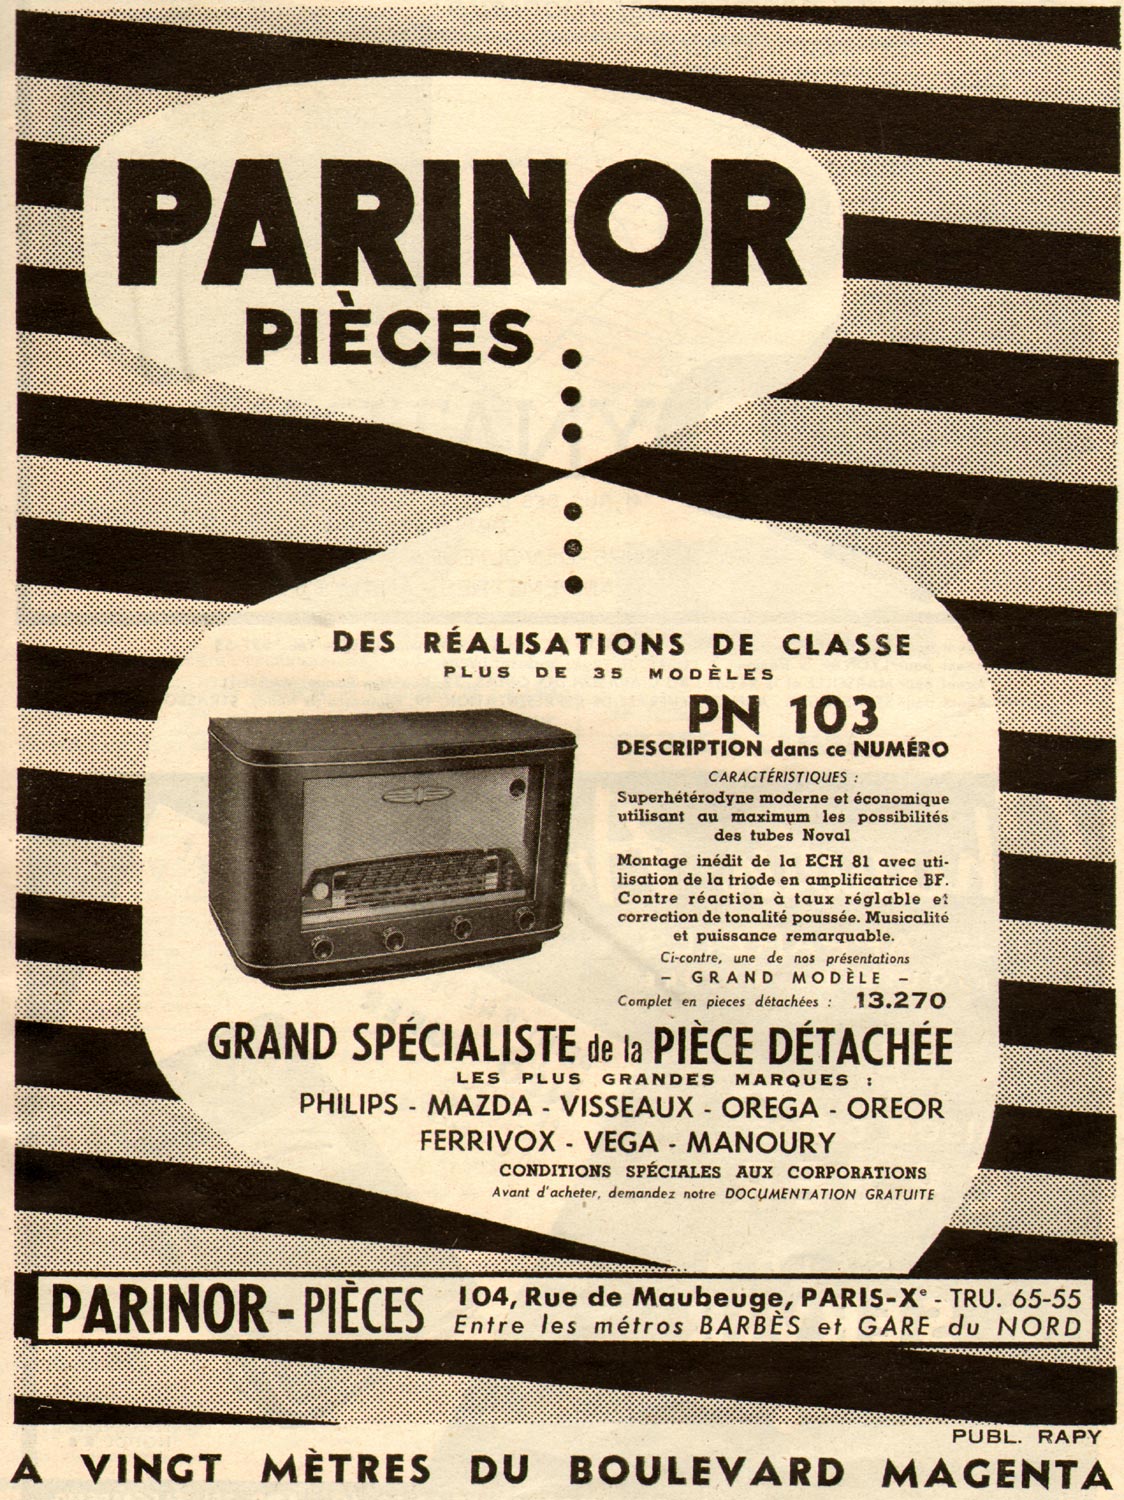 PARINOR
PIÈCES
DES RÉALISATIONS DE CLASSE
PLUS DE 35 MODÈLES
PN 103
DESCRIPTION dans ce NUMÉRO
CARACTÉRISTIQUES :
Superhétérodyne moderne et économique
utilisant au maximum les possibilités
des tubes Noval
Montage inédit de la ECH 81 avec uti-
lisation de la triode en amplificatrice BF.
Contre réaction à taux réglable et
correction de tonalité poussée. Musicalité
et puissance remarquable.
Ci-contre, une de nos présentations
- GRAND MODÈLE -
Complet en pieces détachées : 13.270
GRAND SPÉCIALISTE de la PIÈCE DÉTACHÉE
LES PLUS GRANDES MARQUES :
PHILIPS - MAZDA - VISSEAUX - OREGA - OREOR
FERRIVOX - VEGA - MANOURY
CONDITIONS SPÉCIALES AUX CORPORATIONS
Avant d'acheter, demandez notre DOCUMENTATION GRATUITE
PARINOR - PIÈCES
104, Rue de Maubeuge, PARIS-Xe - TRU. 65-55
Entre les métros BARBÈS et GARE du NORD
PUBL. RAPY
A VINGT MÈTRES DU BOULEVARD MAGENTA